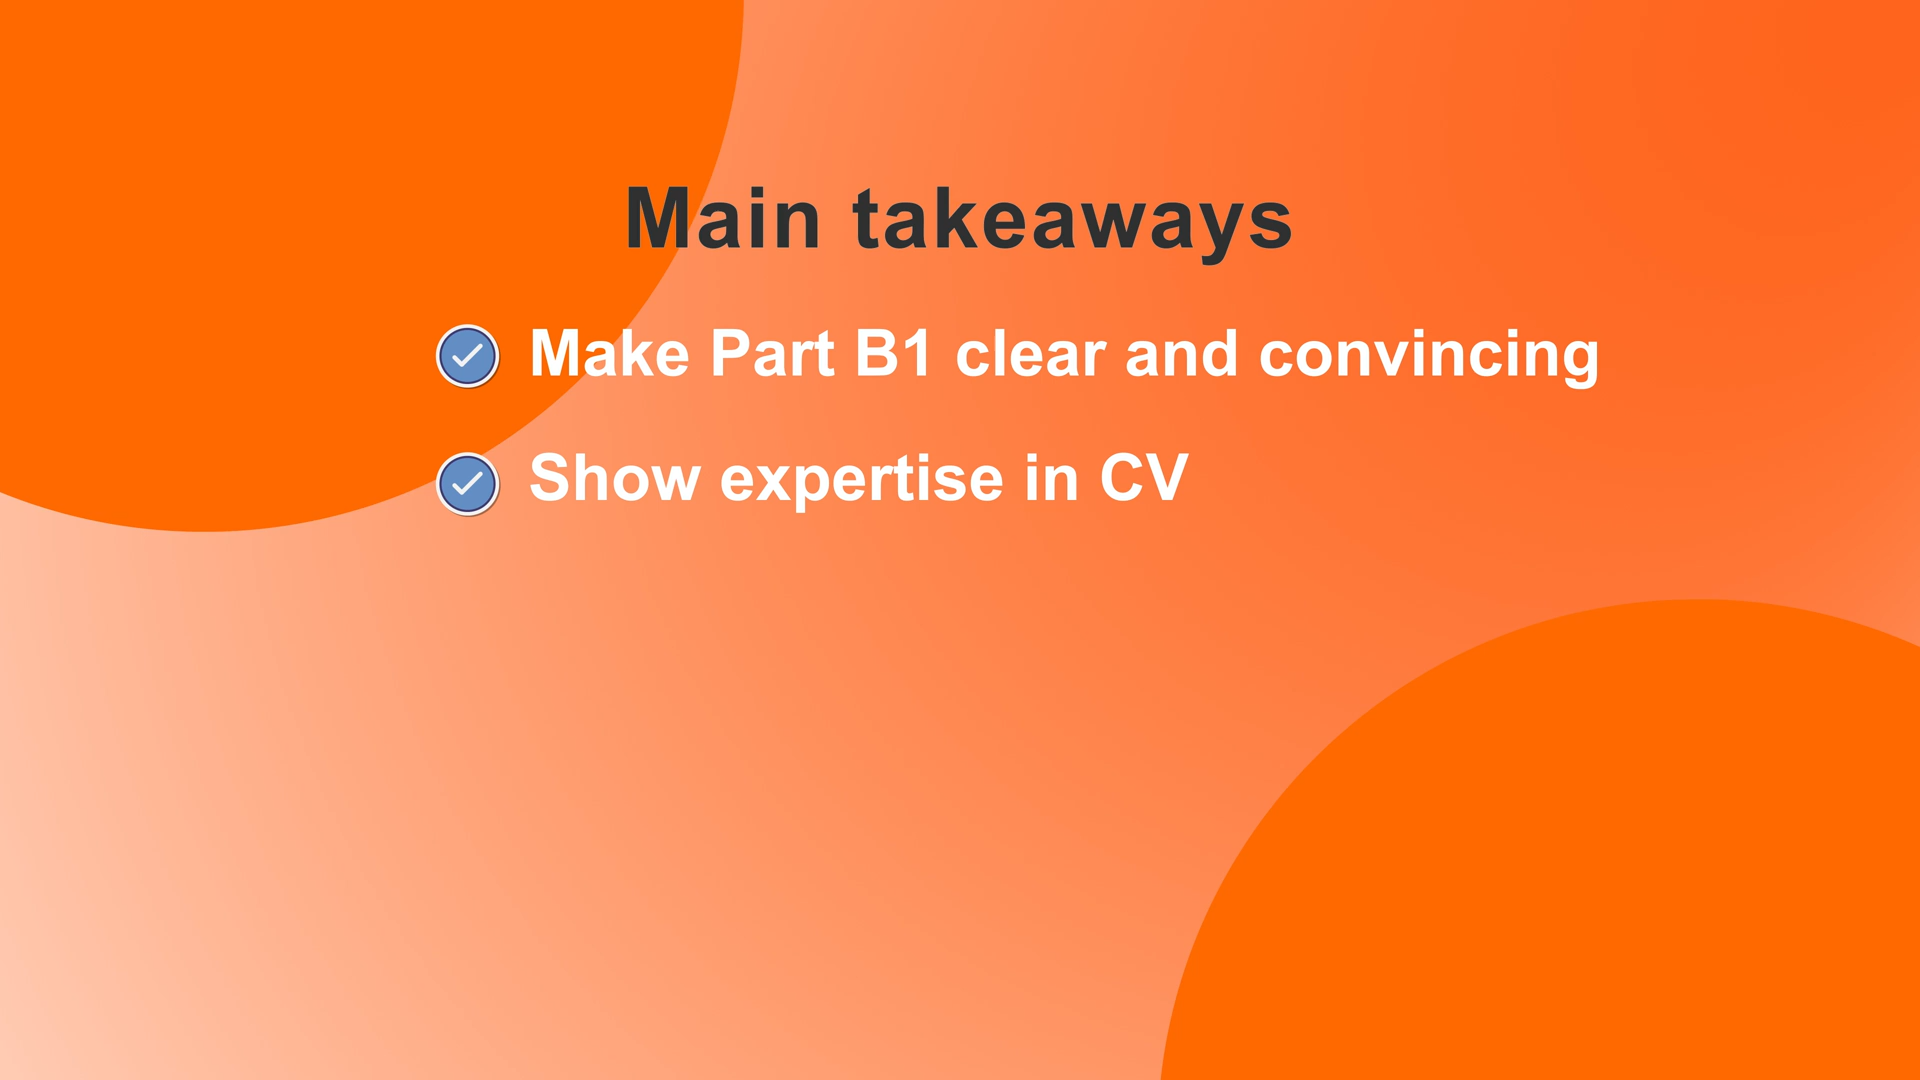 Main takeaways
Make Part B1 clear and convincing
Show expertise in CV